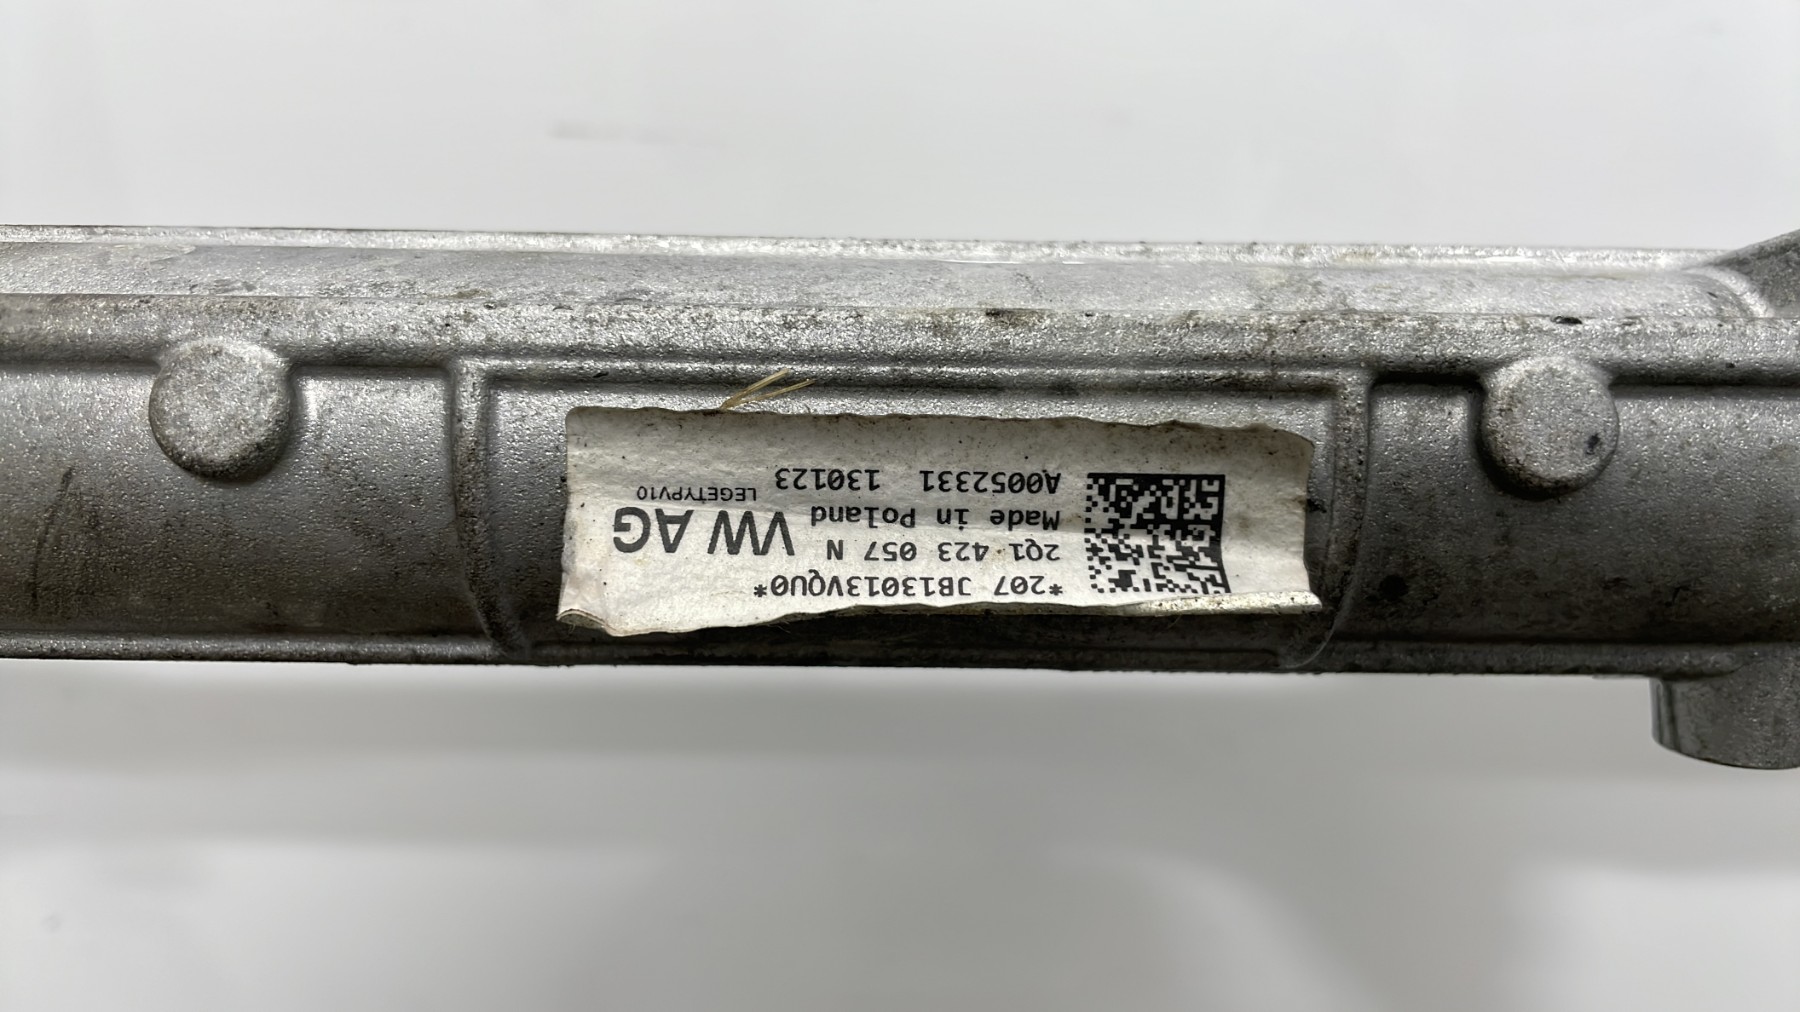 *207 JB13013VQU0*
2Q1 423 057 N VW AG
Made in Poland
A0052331 130123 LEGETYPV10